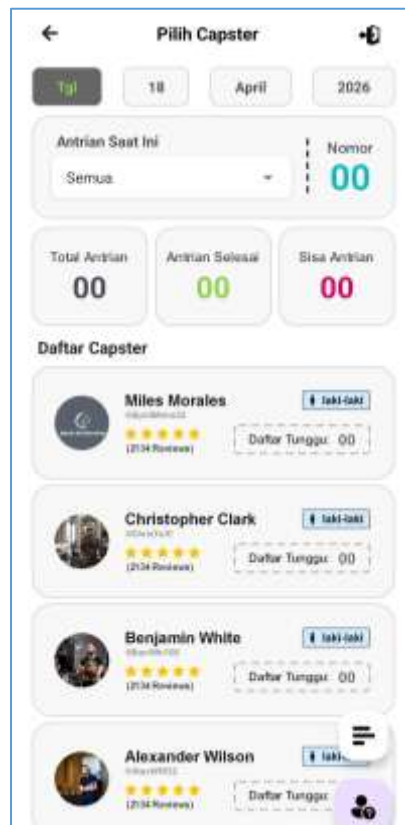 Pilih Capster
Tgl 18 April 2026
Antrian Saat Ini
Nomor
Semua
00
Total Antrian Antrian Selesai Sisa Antrian
00 00 00
Daftar Capster
Miles Morales laki-laki
Daftar Tunggu: 00
(2134 Reviews)
Christopher Clark laki-laki
Daftar Tunggu: 00
(2134 Reviews)
Benjamin White laki-laki
Daftar Tunggu: 00
(2134 Reviews)
Alexander Wilson
Daftar Tunggu:
(2134 Reviews)